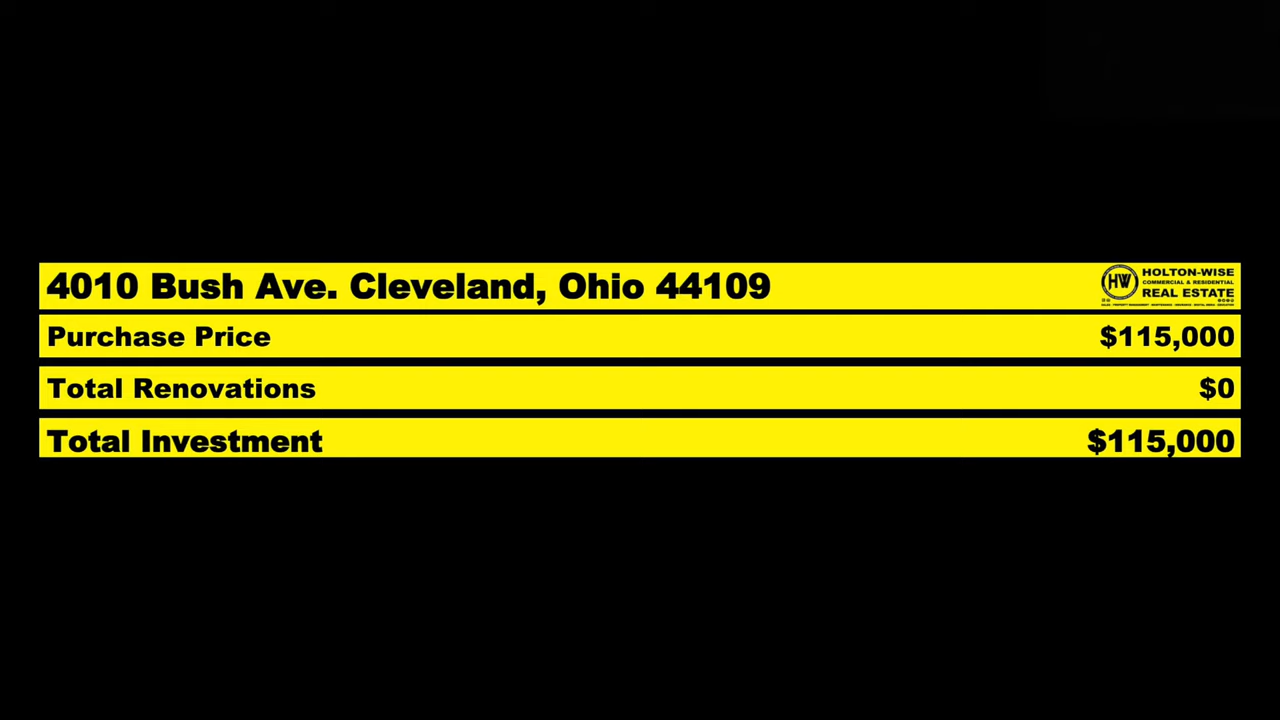 4010 Bush Ave. Cleveland, Ohio 44109
HW
HOLTON-WISE
COMMERCIAL & RESIDENTIAL
REAL ESTATE
Purchase Price $115,000
Total Renovations $0
Total Investment $115,000